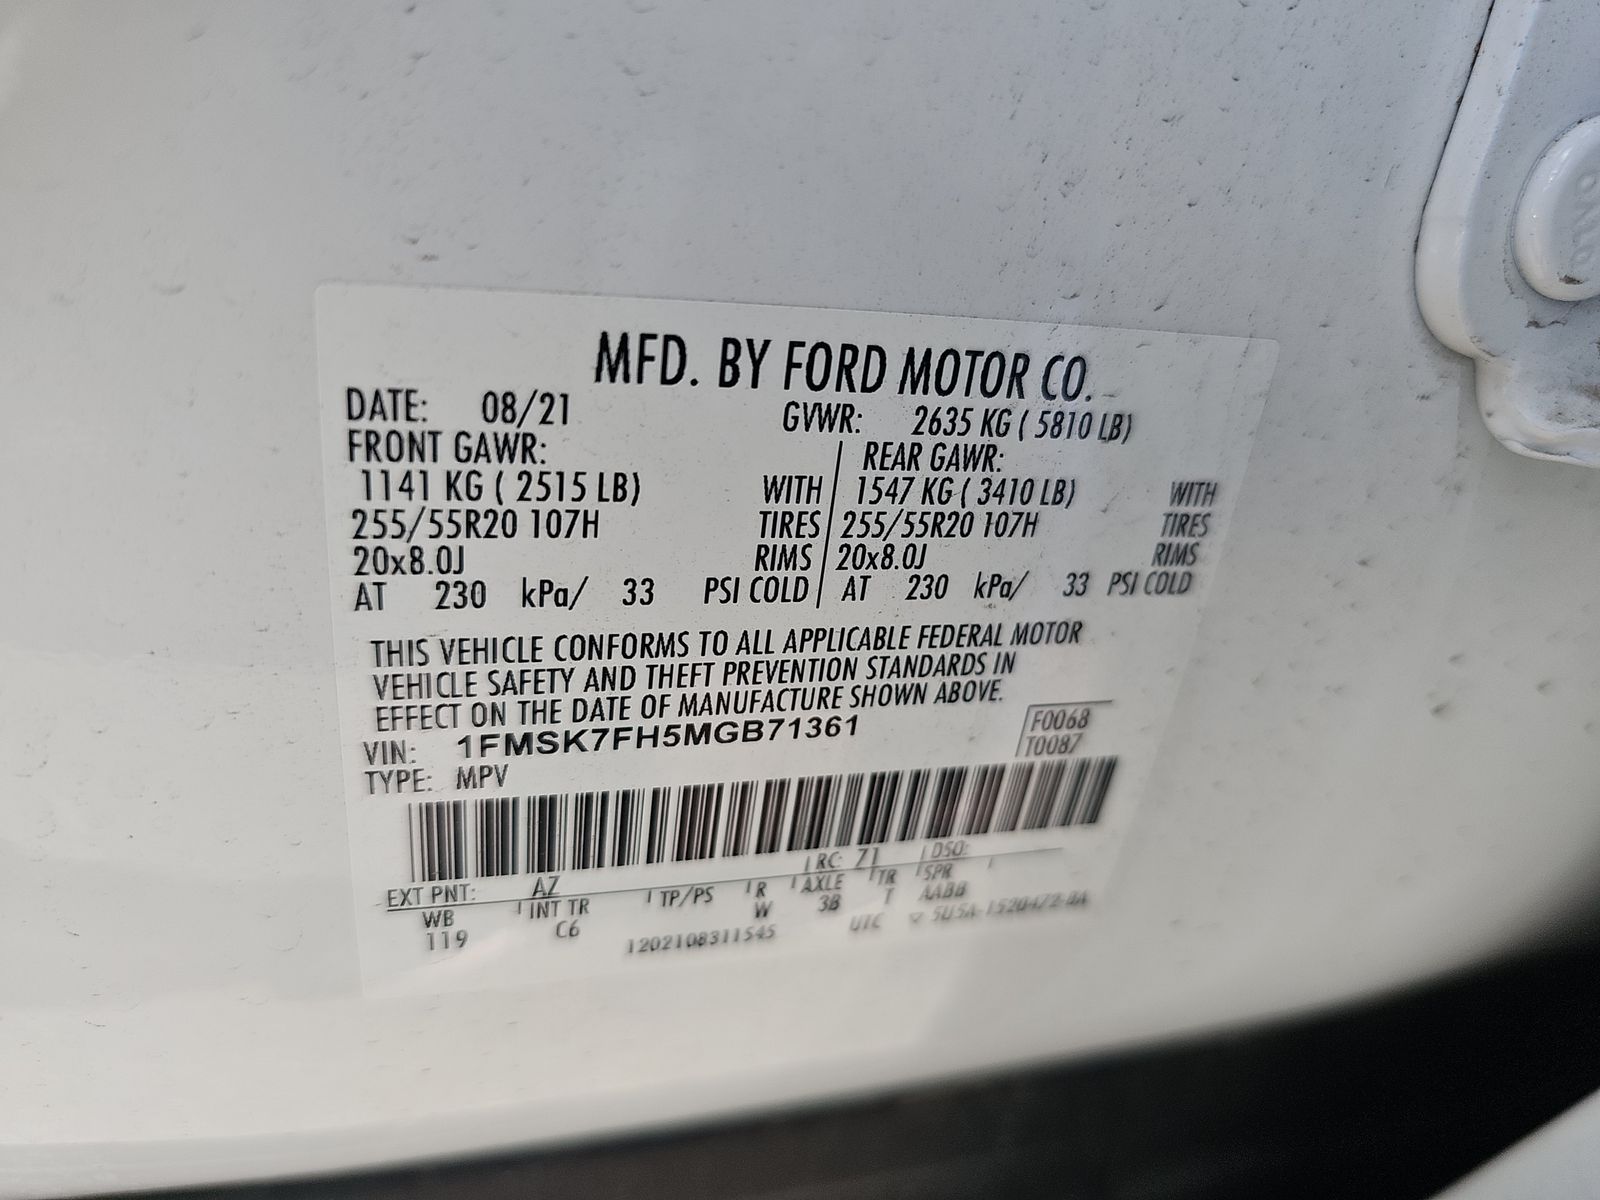 MFD. BY FORD MOTOR CO.
DATE: 08/21 GVWR: 2635 KG ( 5810 LB)
FRONT GAWR: REAR GAWR:
1141 KG ( 2515 LB) WITH 1547 KG ( 3410 LB) WITH
255/55R20 107H TIRES 255/55R20 107H TIRES
20x8.0J RIMS 20x8.0J RIMS
AT 230 kPa/ 33 PSI COLD AT 230 kPa/ 33 PSI COLD
THIS VEHICLE CONFORMS TO ALL APPLICABLE FEDERAL MOTOR
VEHICLE SAFETY AND THEFT PREVENTION STANDARDS IN
EFFECT ON THE DATE OF MANUFACTURE SHOWN ABOVE.
VIN: 1FMSK7FH5MGB71361 F0068
TYPE: MPV T0087
EXT PNT: AZ RC: 71 DSO:
WB INT TR TP/PS R AXLE TR SPR
119 C6 W 3B T AABB
1202108311545 UTC